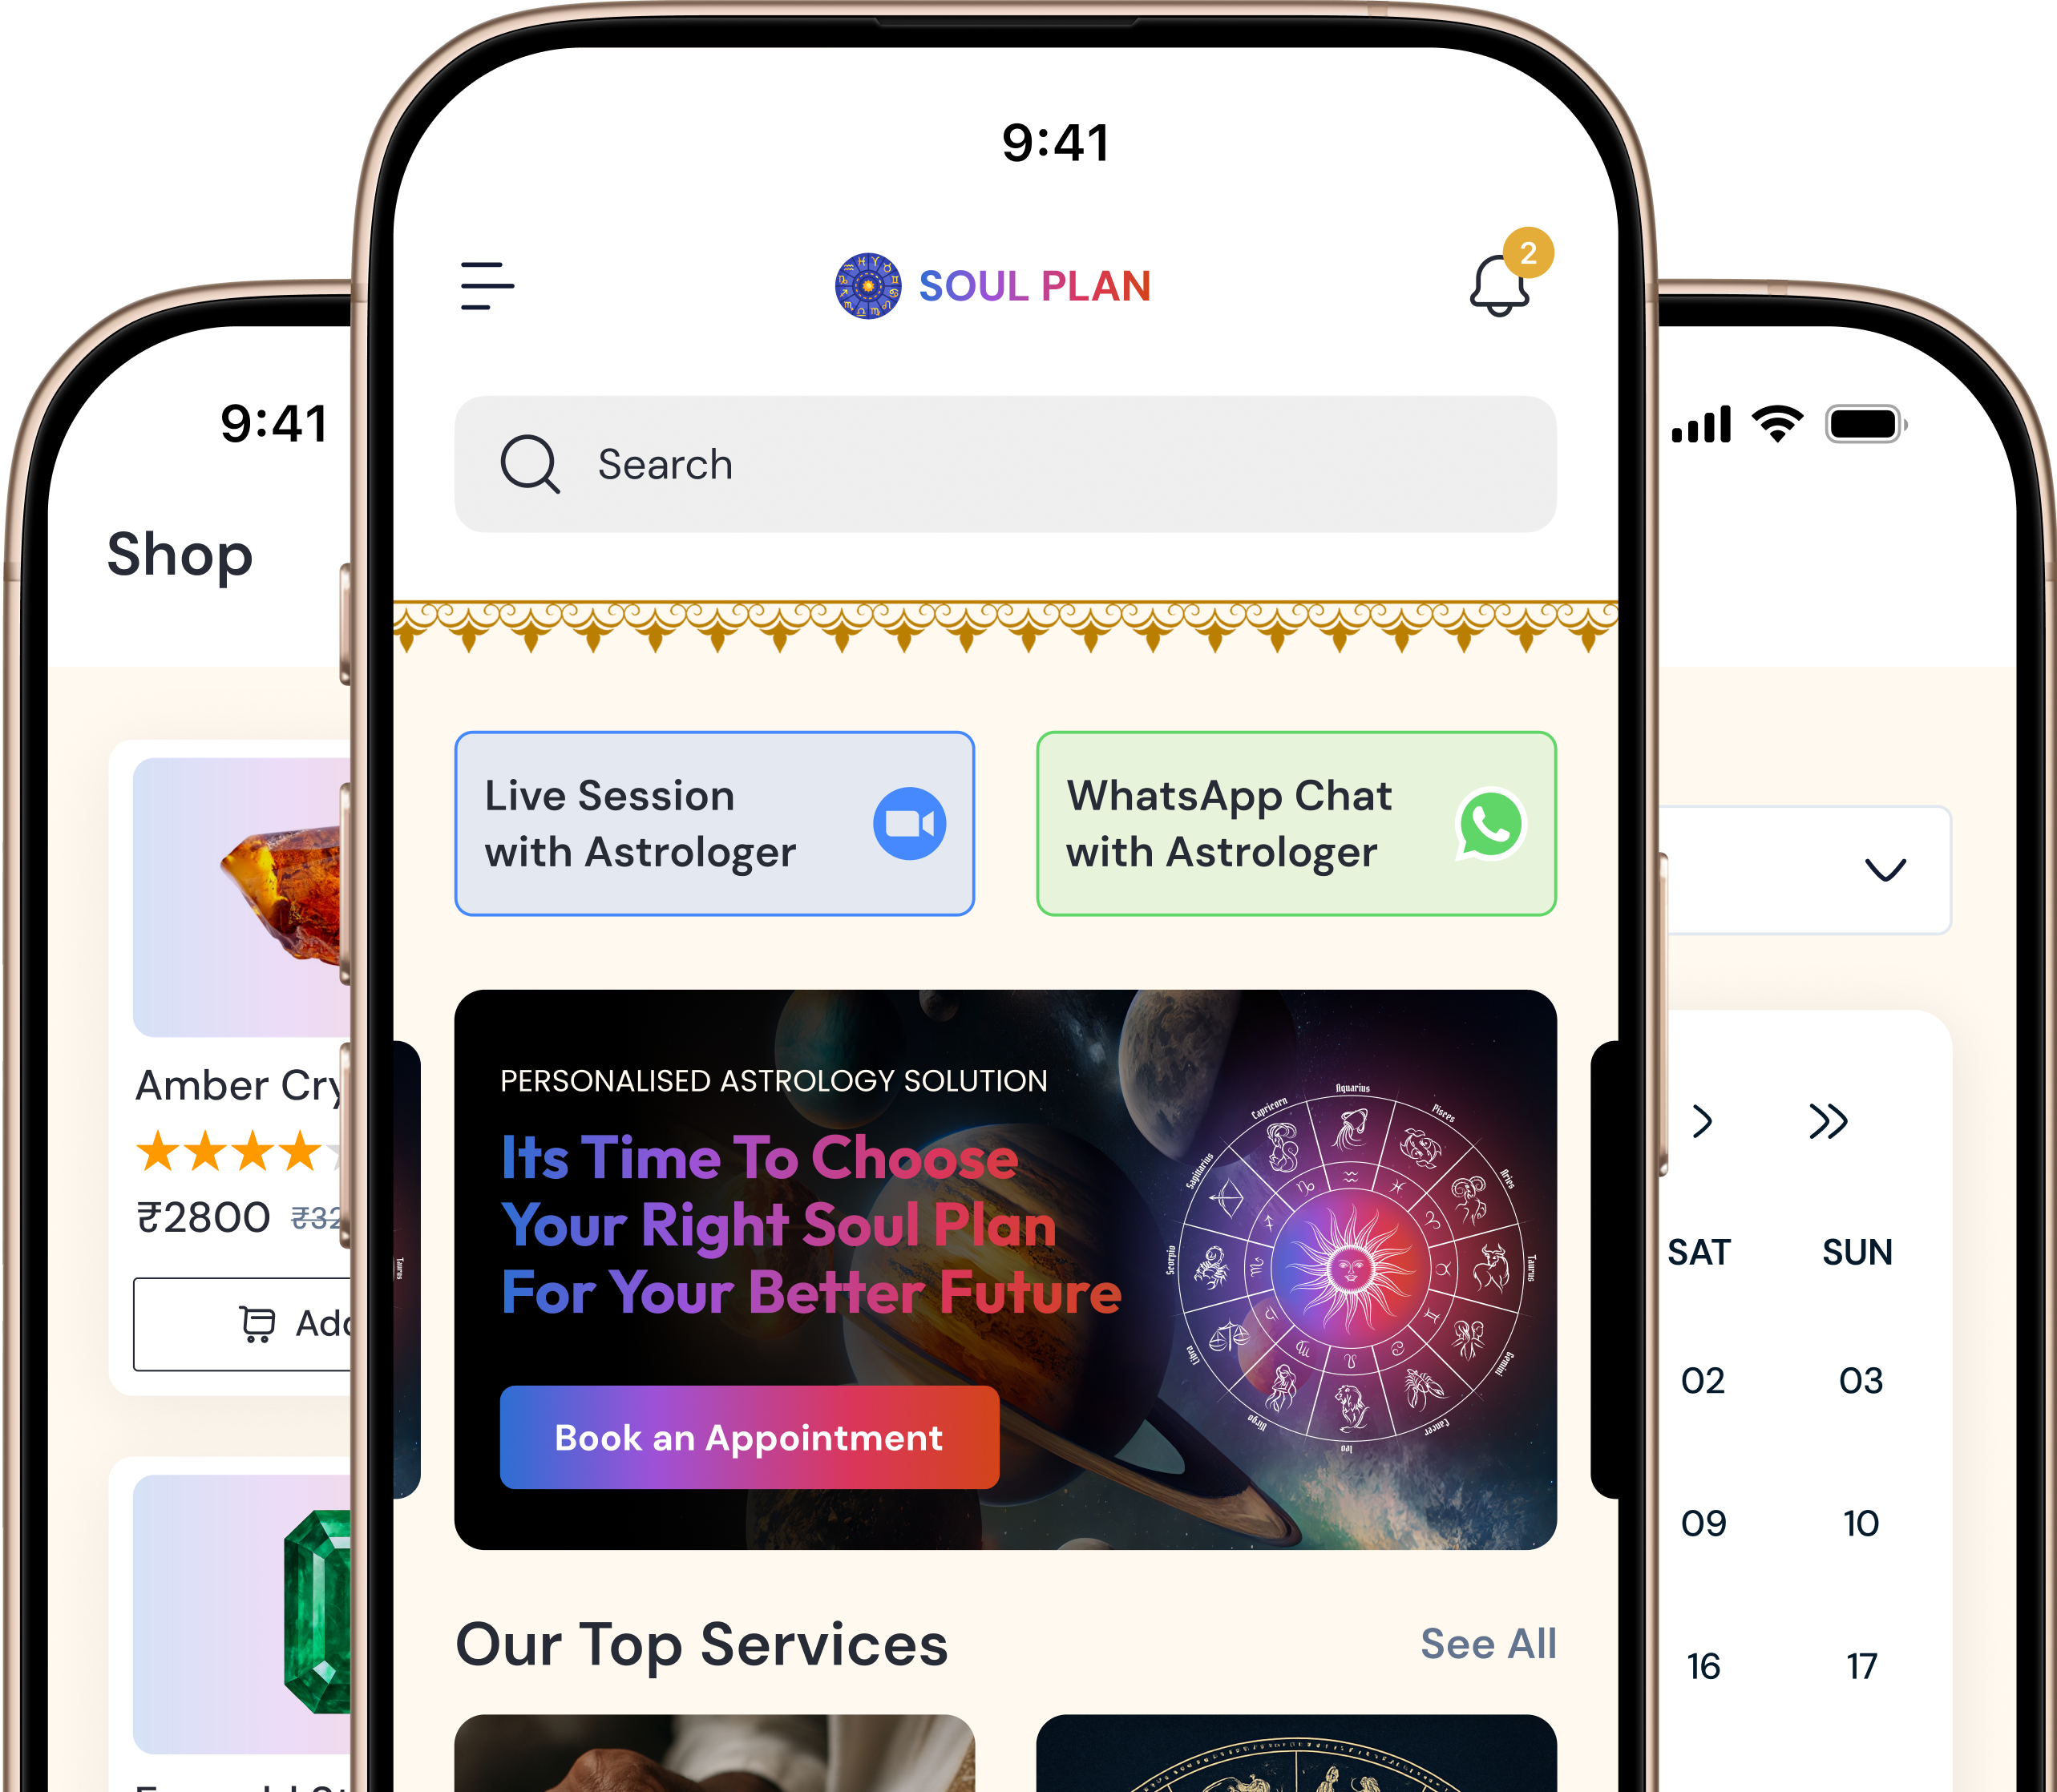 9:41
SOUL PLAN
2
Search
Live Session
with Astrologer
WhatsApp Chat
with Astrologer
PERSONALISED ASTROLOGY SOLUTION
Its Time To Choose
Your Right Soul Plan
For Your Better Future
Book an Appointment
Aquarius
Pisces
Aries
Taurus
Gemini
Cancer
Leo
Virgo
Libra
Scorpio
Sagittarius
Capricorn
Taurus
Our Top Services
See All
9:41
Shop
Amber
₹2800
SAT SUN
02 03
09 10
16 17